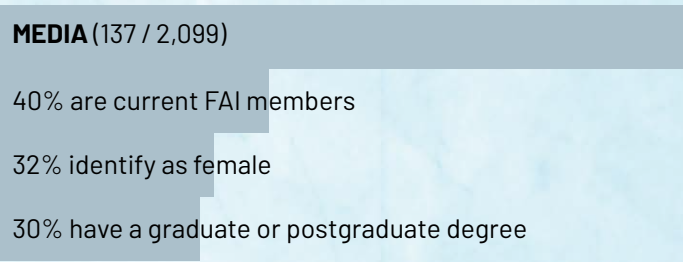 MEDIA (137 / 2,099)
40% are current FAI members
32% identify as female
30% have a graduate or postgraduate degree